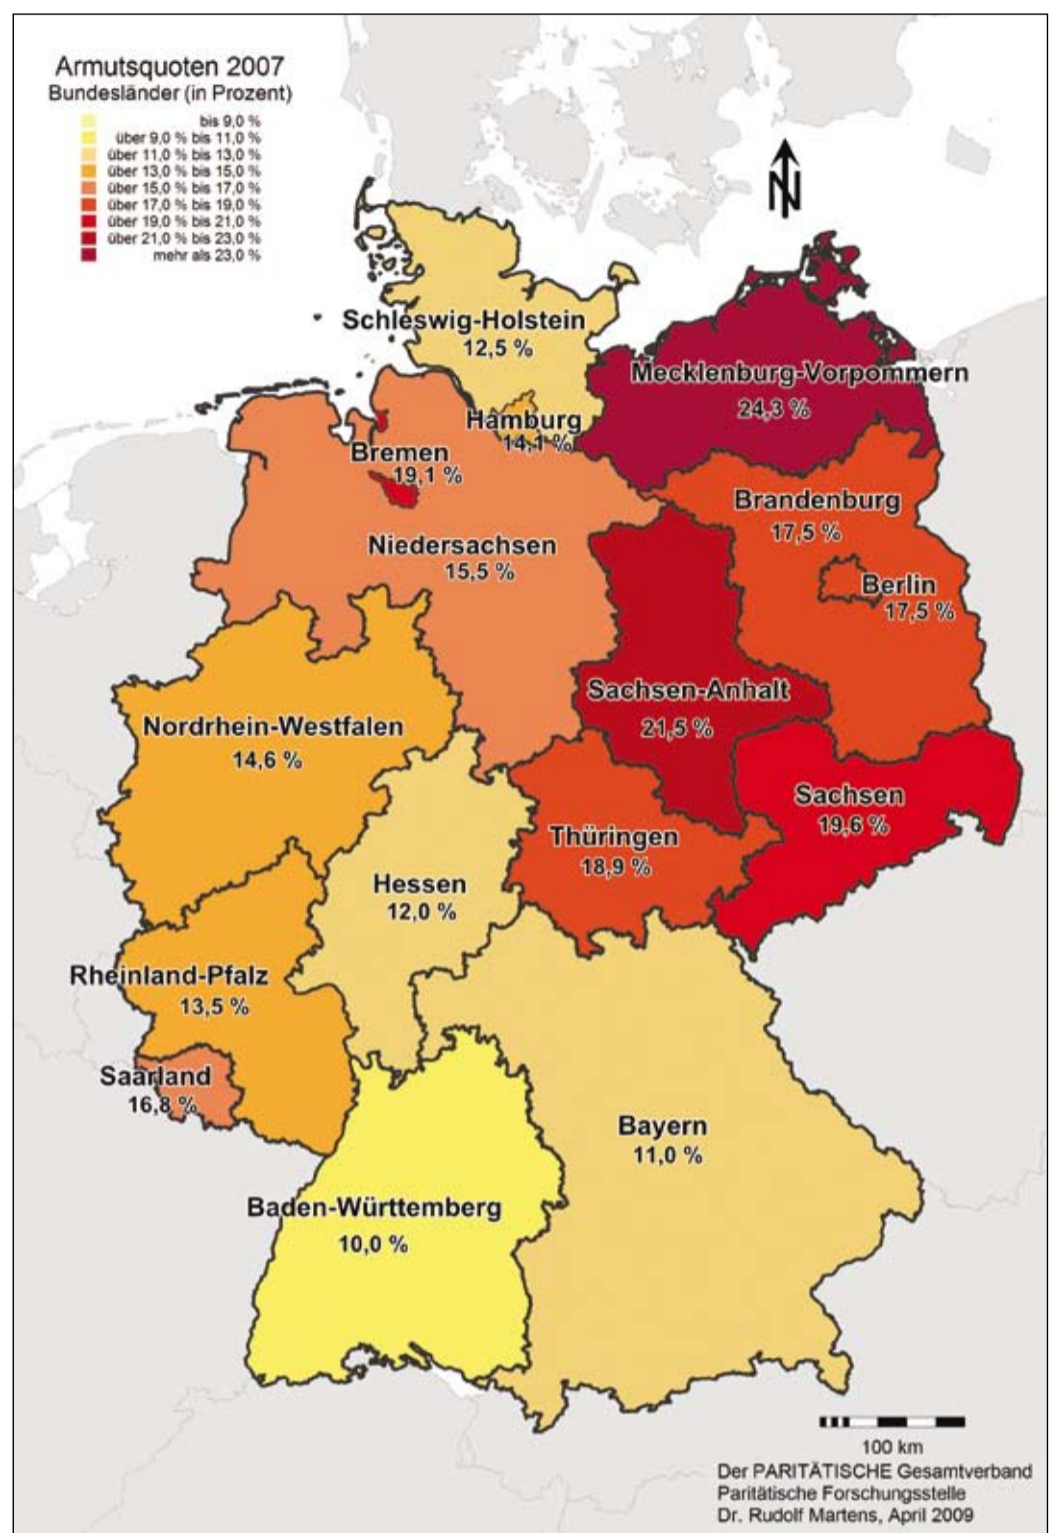 Armutsquoten 2007
Bundesländer (in Prozent)
bis 9,0 %
über 9,0 % bis 11,0 %
über 11,0 % bis 13,0 %
über 13,0 % bis 15,0 %
über 15,0 % bis 17,0 %
über 17,0 % bis 19,0 %
über 19,0 % bis 21,0 %
über 21,0 % bis 23,0 %
mehr als 23,0 %
N
Schleswig-Holstein
12,5 %
Mecklenburg-Vorpommern
24,3 %
Hamburg
14,1 %
Bremen
19,1 %
Brandenburg
17,5 %
Niedersachsen
15,5 %
Berlin
17,5 %
Sachsen-Anhalt
21,5 %
Nordrhein-Westfalen
14,6 %
Sachsen
19,6 %
Thüringen
18,9 %
Hessen
12,0 %
Rheinland-Pfalz
13,5 %
Saarland
16,8 %
Bayern
11,0 %
Baden-Württemberg
10,0 %
100 km
Der PARITÄTISCHE Gesamtverband
Paritätische Forschungsstelle
Dr. Rudolf Martens, April 2009